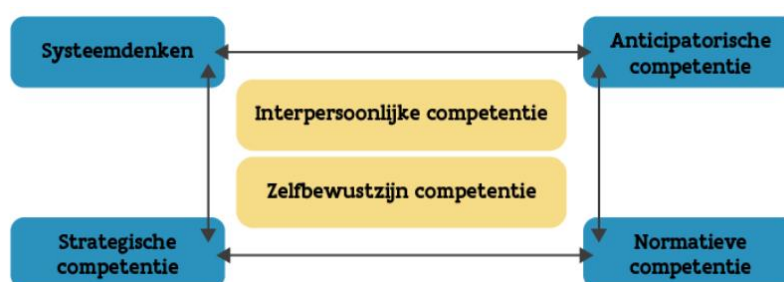 Systeemdenken
Anticipatorische
competentie
Interpersoonlijke competentie
Zelfbewustzijn competentie
Strategische
competentie
Normatieve
competentie